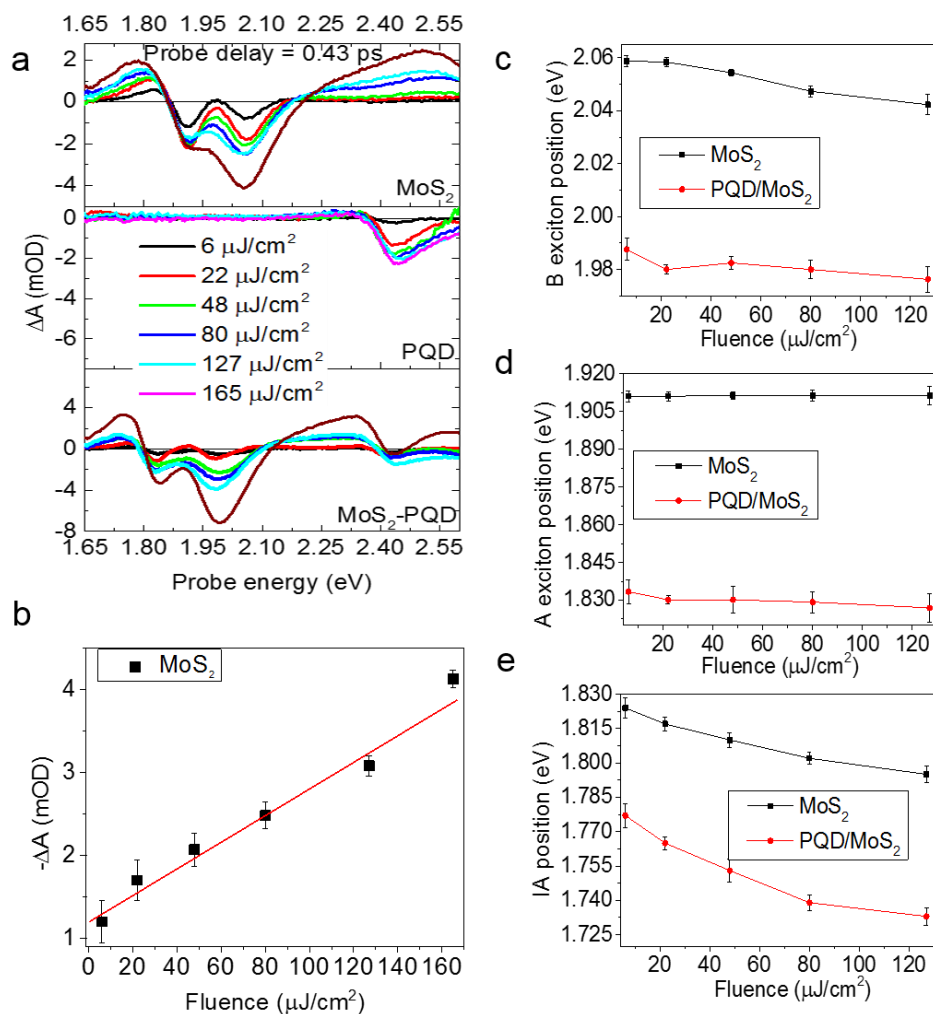 1.65 1.80 1.95 2.10 2.25 2.40 2.55
a
Probe delay = 0.43 ps
2
0
-2
-4
MoS₂
0
-2
-4
-6
6 μJ/cm²
22 μJ/cm²
48 μJ/cm²
80 μJ/cm²
127 μJ/cm²
165 μJ/cm²
PQD
ΔA (mOD)
4
0
-4
-8
MoS₂-PQD
1.65 1.80 1.95 2.10 2.25 2.40 2.55
Probe energy (eV)
b
MoS₂
4
3
2
1
-ΔA (mOD)
0 20 40 60 80 100 120 140 160
Fluence (μJ/cm²)
c
2.06
2.04
2.02
2.00
1.98
B exciton position (eV)
MoS₂
PQD/MoS₂
20 40 60 80 100 120
Fluence (μJ/cm²)
d
1.920
1.905
1.890
1.875
1.860
1.845
1.830
A exciton position (eV)
MoS₂
PQD/MoS₂
20 40 60 80 100 120
Fluence (μJ/cm²)
e
1.830
1.815
1.800
1.785
1.770
1.755
1.740
1.725
IA position (eV)
MoS₂
PQD/MoS₂
20 40 60 80 100 120
Fluence (μJ/cm²)